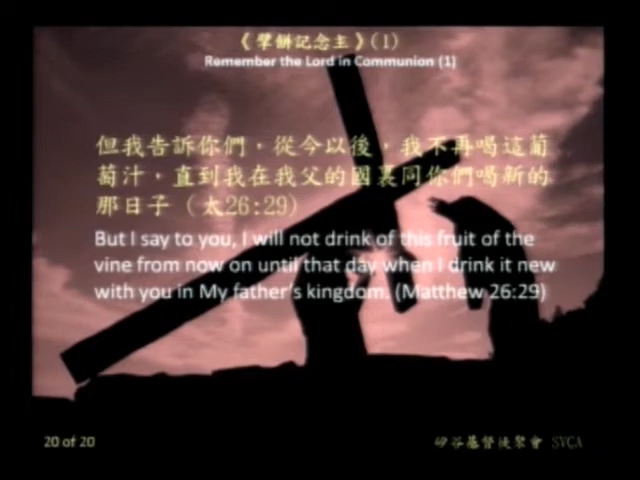 《擘餅記念主》(1)
Remember the Lord in Communion (1)
但我告訴你們，從今以後，我不再喝這葡
萄汁，直到我在我父的國裏同你們喝新的
那日子（太26:29）
But I say to you, I will not drink of this fruit of the
vine from now on until that day when I drink it new
with you in My father's kingdom. (Matthew 26:29)
20 of 20
矽谷基督徒聚會 SVCA